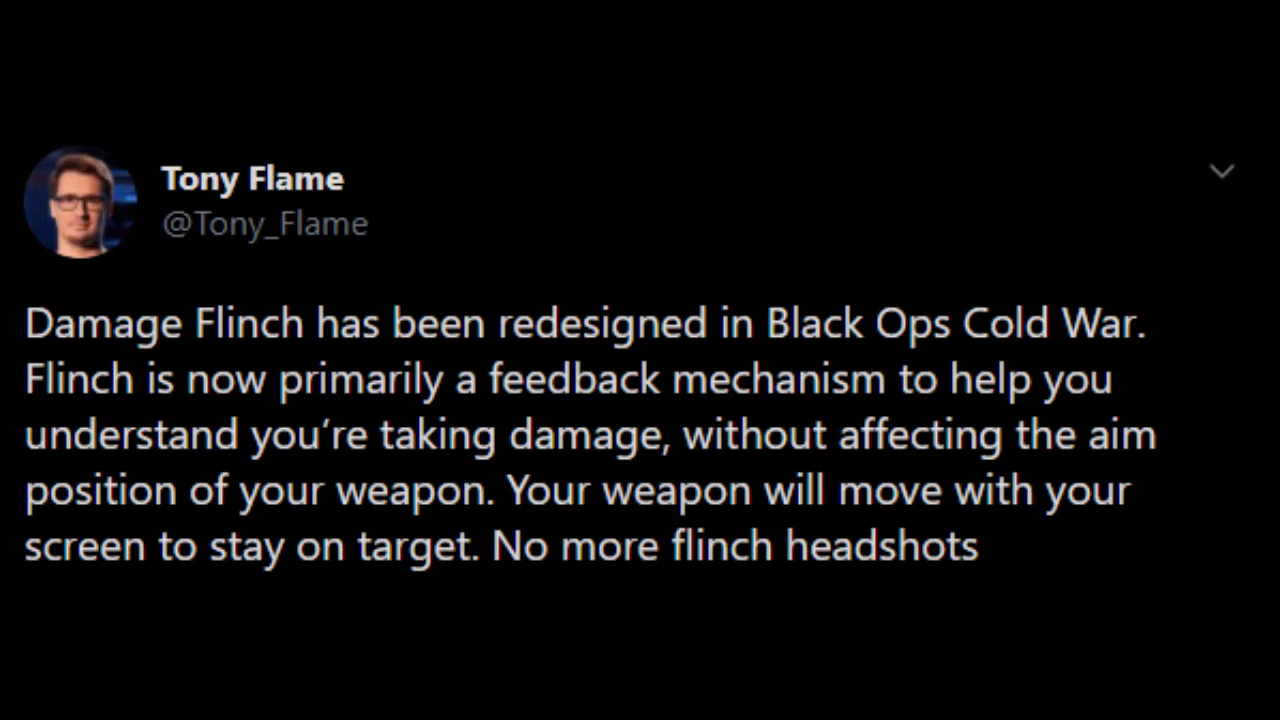 Tony Flame
@Tony_Flame
Damage Flinch has been redesigned in Black Ops Cold War.
Flinch is now primarily a feedback mechanism to help you
understand you’re taking damage, without affecting the aim
position of your weapon. Your weapon will move with your
screen to stay on target. No more flinch headshots